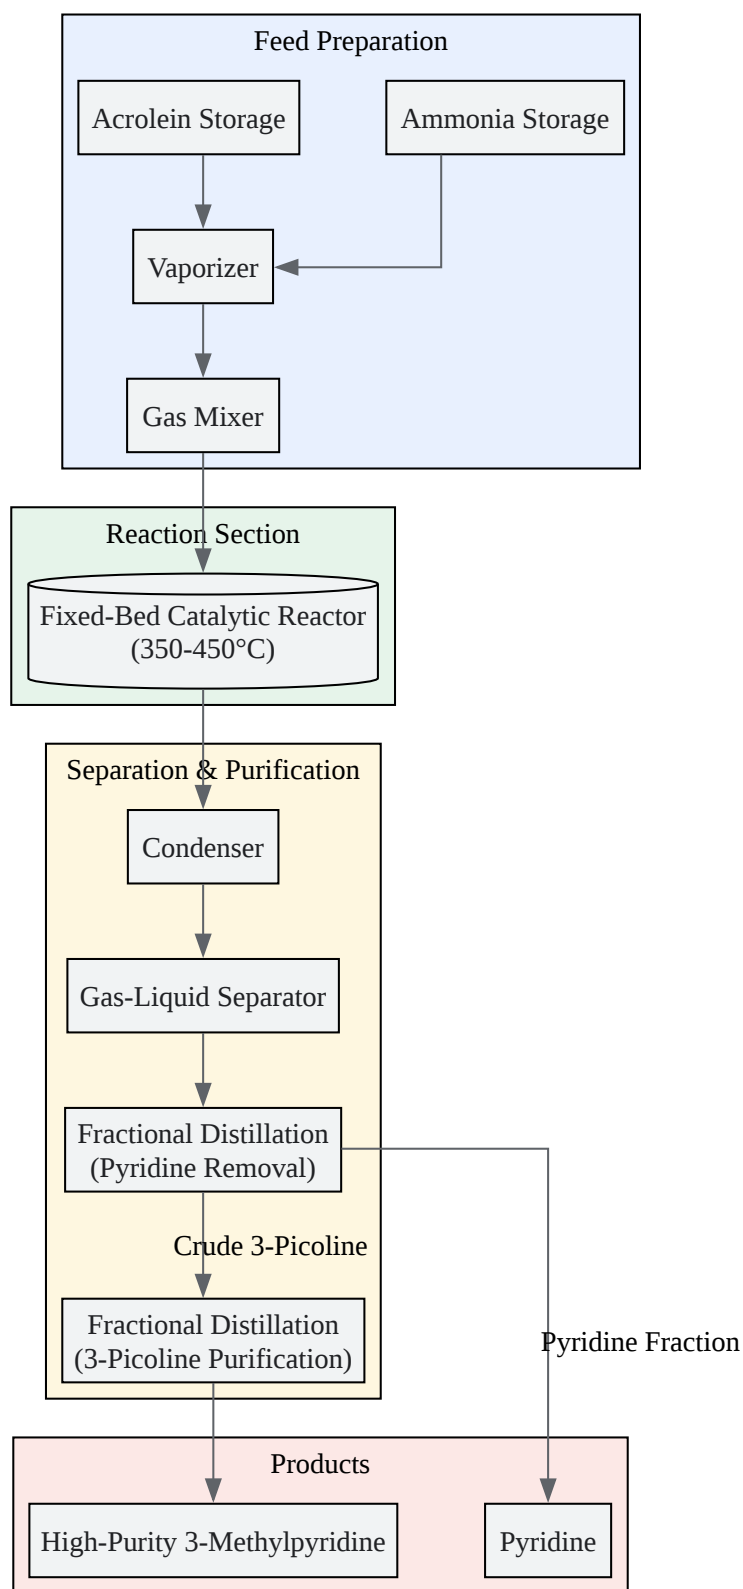 Feed Preparation
Acrolein Storage
Ammonia Storage
Vaporizer
Gas Mixer
Reaction Section
Fixed-Bed Catalytic Reactor
(350-450°C)
Separation & Purification
Condenser
Gas-Liquid Separator
Fractional Distillation
(Pyridine Removal)
Crude 3-Picoline
Fractional Distillation
(3-Picoline Purification)
Pyridine Fraction
Products
High-Purity 3-Methylpyridine
Pyridine